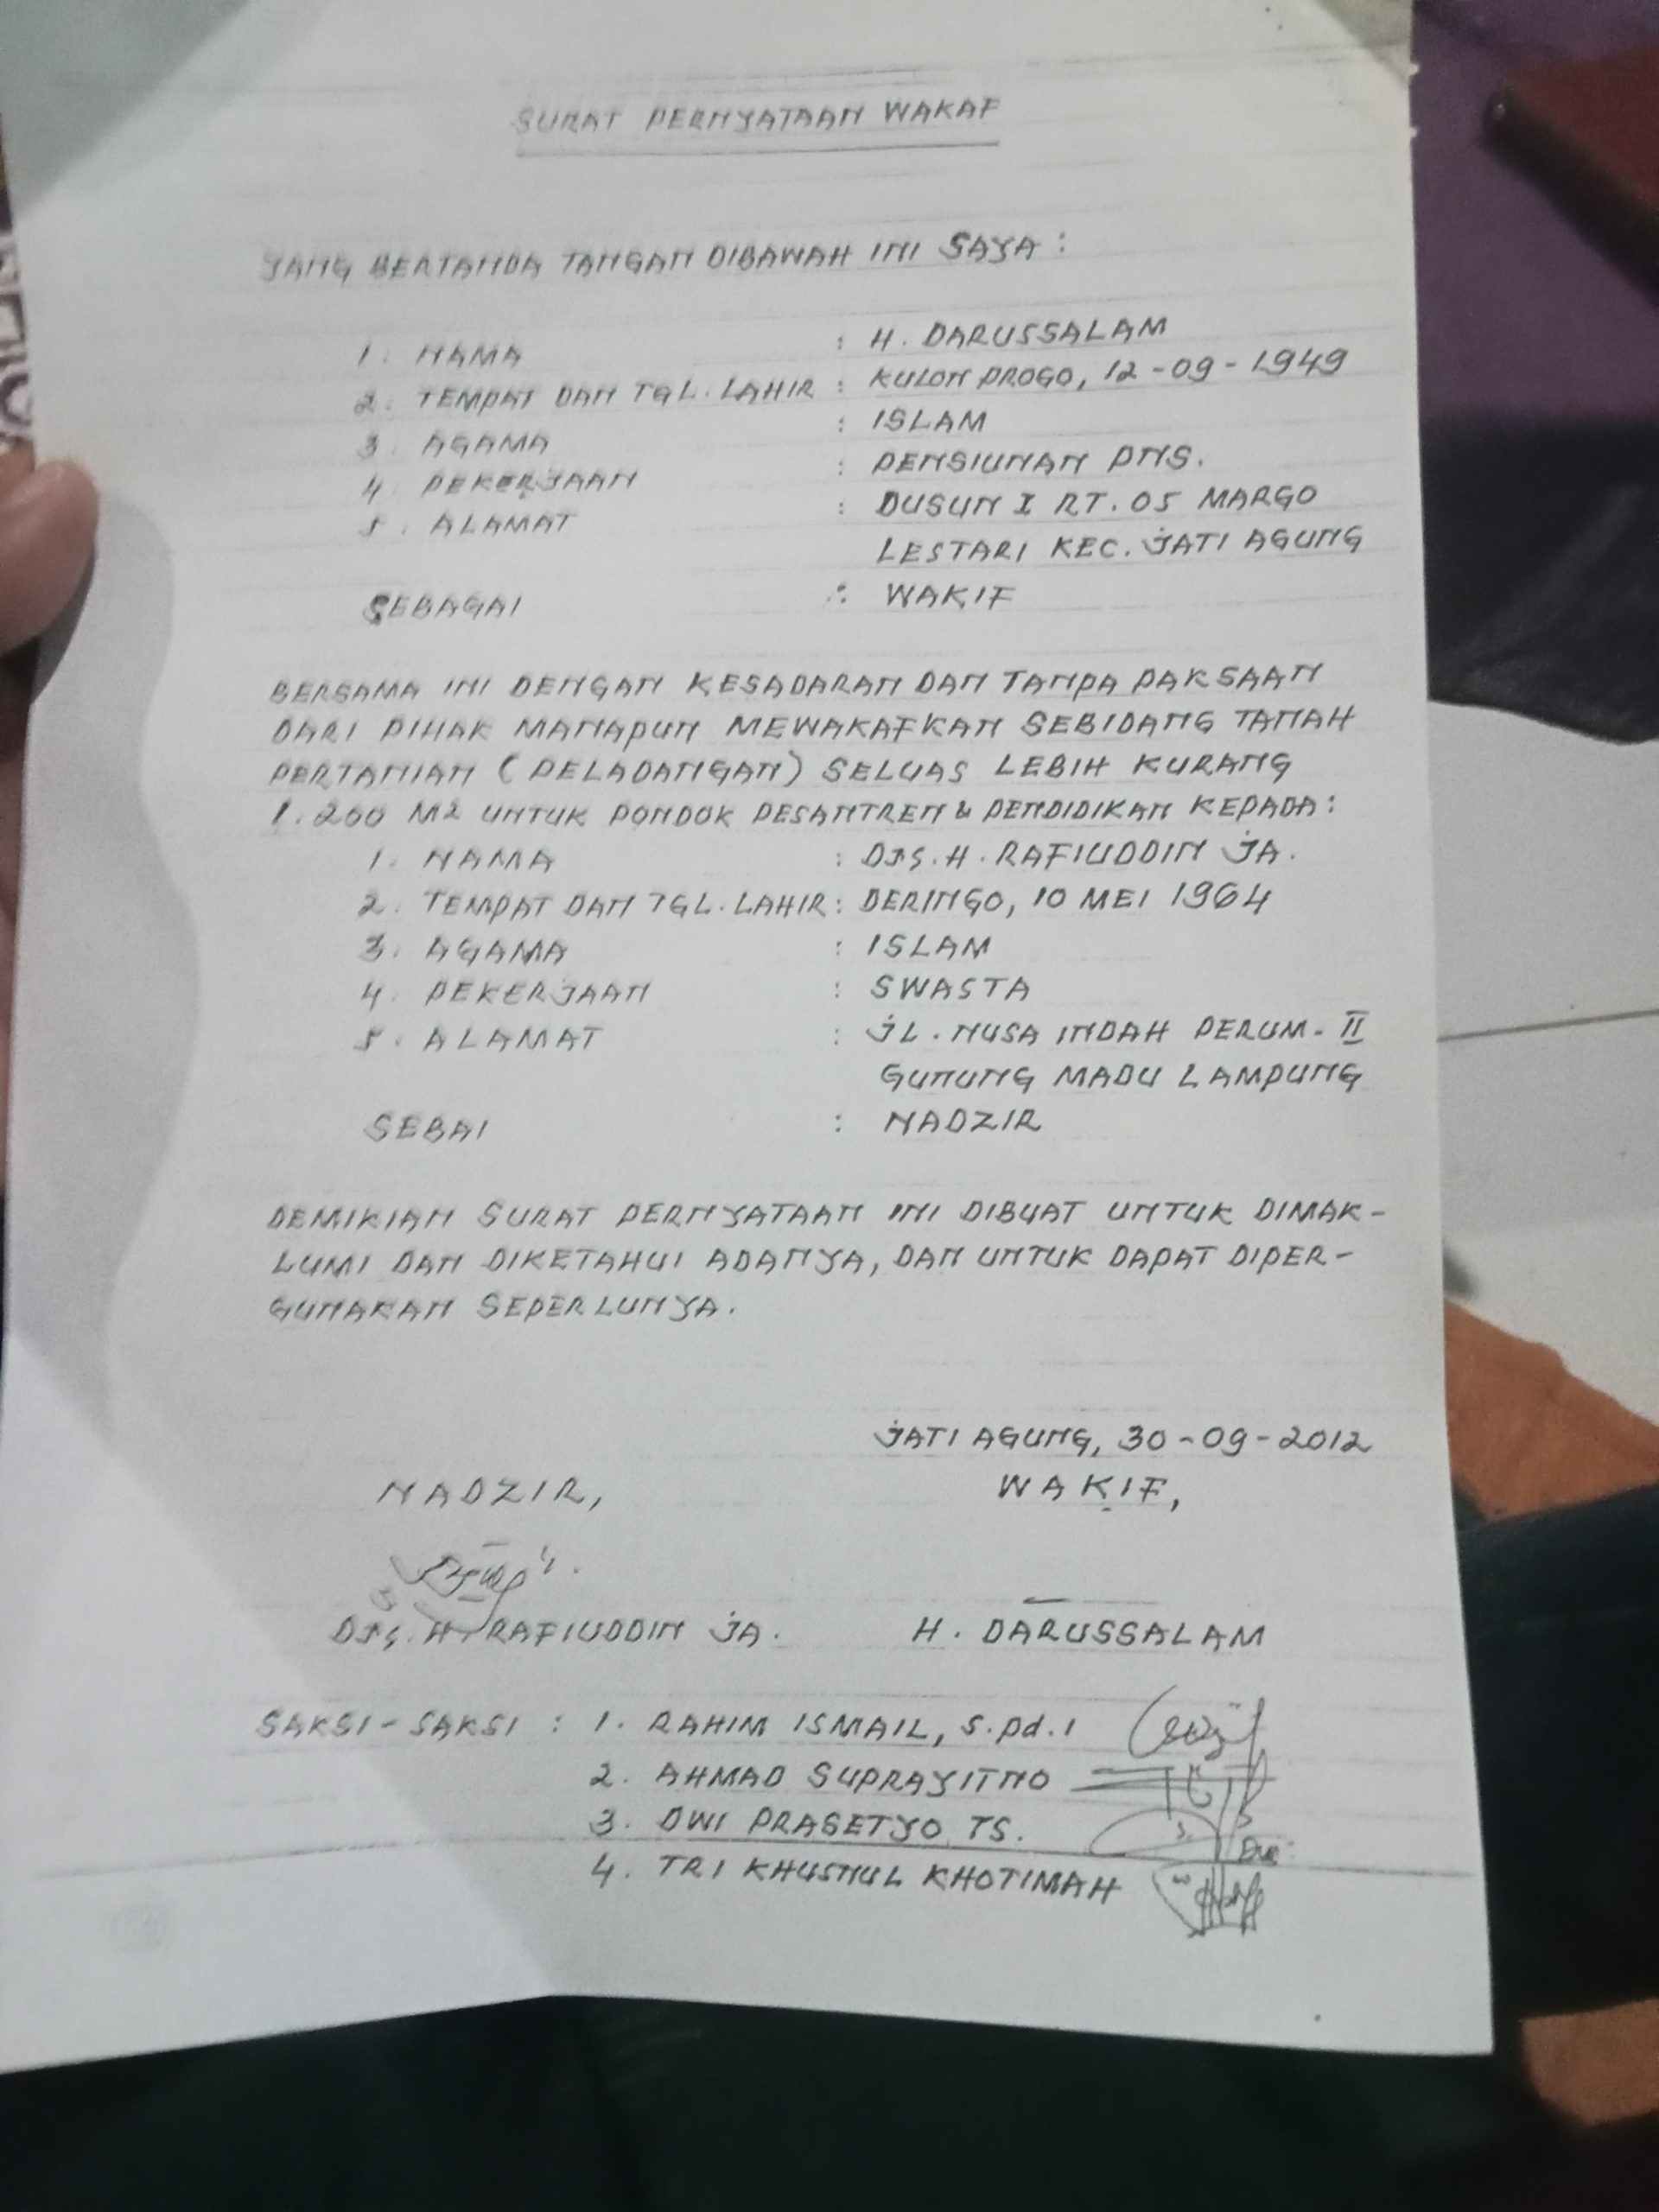 SURAT PERNYATAAN WAKAF
YANG BERTANDA TANGAN DIBAWAH INI SAYA :
1. NAMA : H. DARUSSALAM
2. TEMPAT DAN TGL. LAHIR : KULON PROGO, 12-09-1949
3. AGAMA : ISLAM
4. PEKERJAAN : PENSIUNAN PNS.
5. ALAMAT : DUSUN I RT. 05 MARGO
LESTARI KEC. JATI AGUNG
SEBAGAI : WAKIF
BERSAMA INI DENGAN KESADARAN DAN TANPA PAKSAAN
DARI PIHAK MANAPUN MEWAKAFKAN SEBIDANG TANAH
PERTANIAN (PELADANGAN) SELUAS LEBIH KURANG
1.200 M2 UNTUK PONDOK PESANTREN & PENDIDIKAN KEPADA :
1. NAMA : Drs. H. RAFIUDDIN JA.
2. TEMPAT DAN TGL. LAHIR : DERINGO, 10 MEI 1964
3. AGAMA : ISLAM
4. PEKERJAAN : SWASTA
5. ALAMAT : JL. NUSA INDAH PERUM-II
GUNUNG MADU LAMPUNG
SEBAI : NADZIR
DEMIKIAN SURAT PERNYATAAN INI DIBUAT UNTUK DIMAK-
LUMI DAN DIKETAHUI ADANYA, DAN UNTUK DAPAT DIPER-
GUNAKAN SEPERLUNYA.
JATI AGUNG, 30-09-2012
NADZIR, WAKIF,
Drs. H. RAFIUDDIN JA. H. DARUSSALAM
SAKSI-SAKSI : 1. RAHIM ISMAIL, S.Pd.I
2. AHMAD SUPRAYITNO
3. DWI PRASETYO TS.
4. TRI KHUSNUL KHOTIMAH